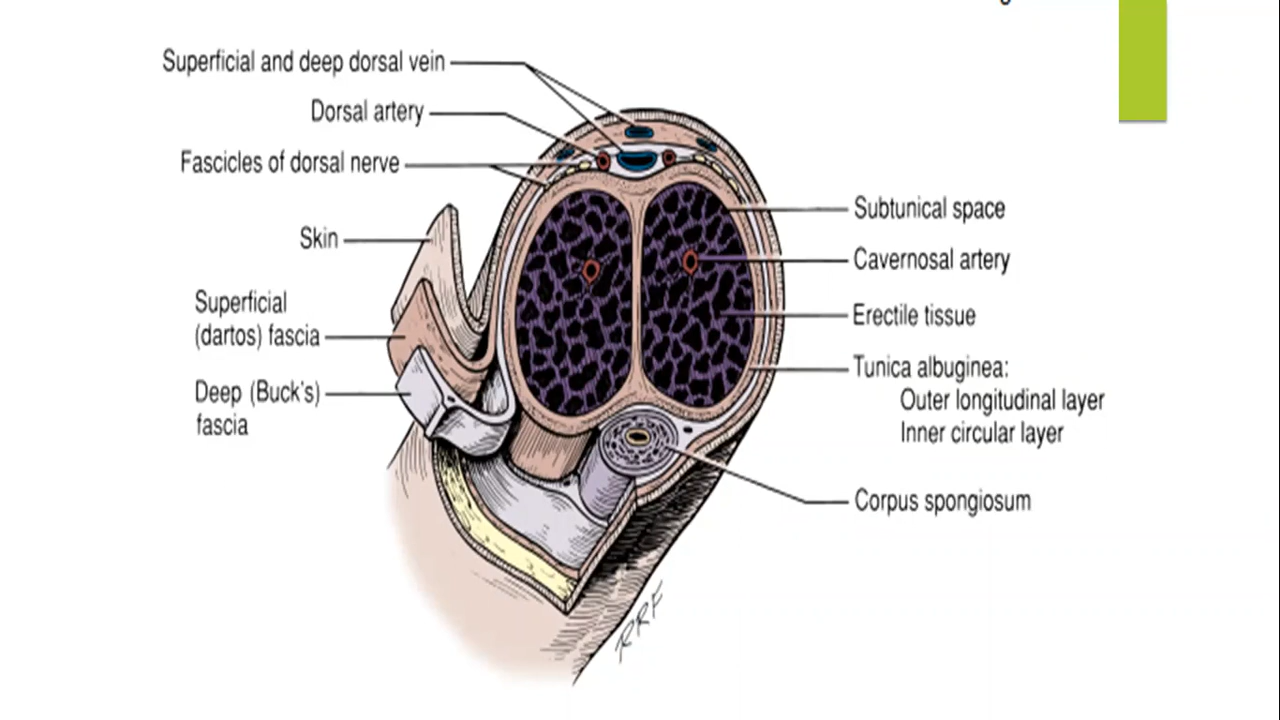 Superficial and deep dorsal vein
Dorsal artery
Fascicles of dorsal nerve
Skin
Superficial
(dartos) fascia
Deep (Buck's)
fascia
Subtunical space
Cavernosal artery
Erectile tissue
Tunica albuginea:
Outer longitudinal layer
Inner circular layer
Corpus spongiosum
RRF